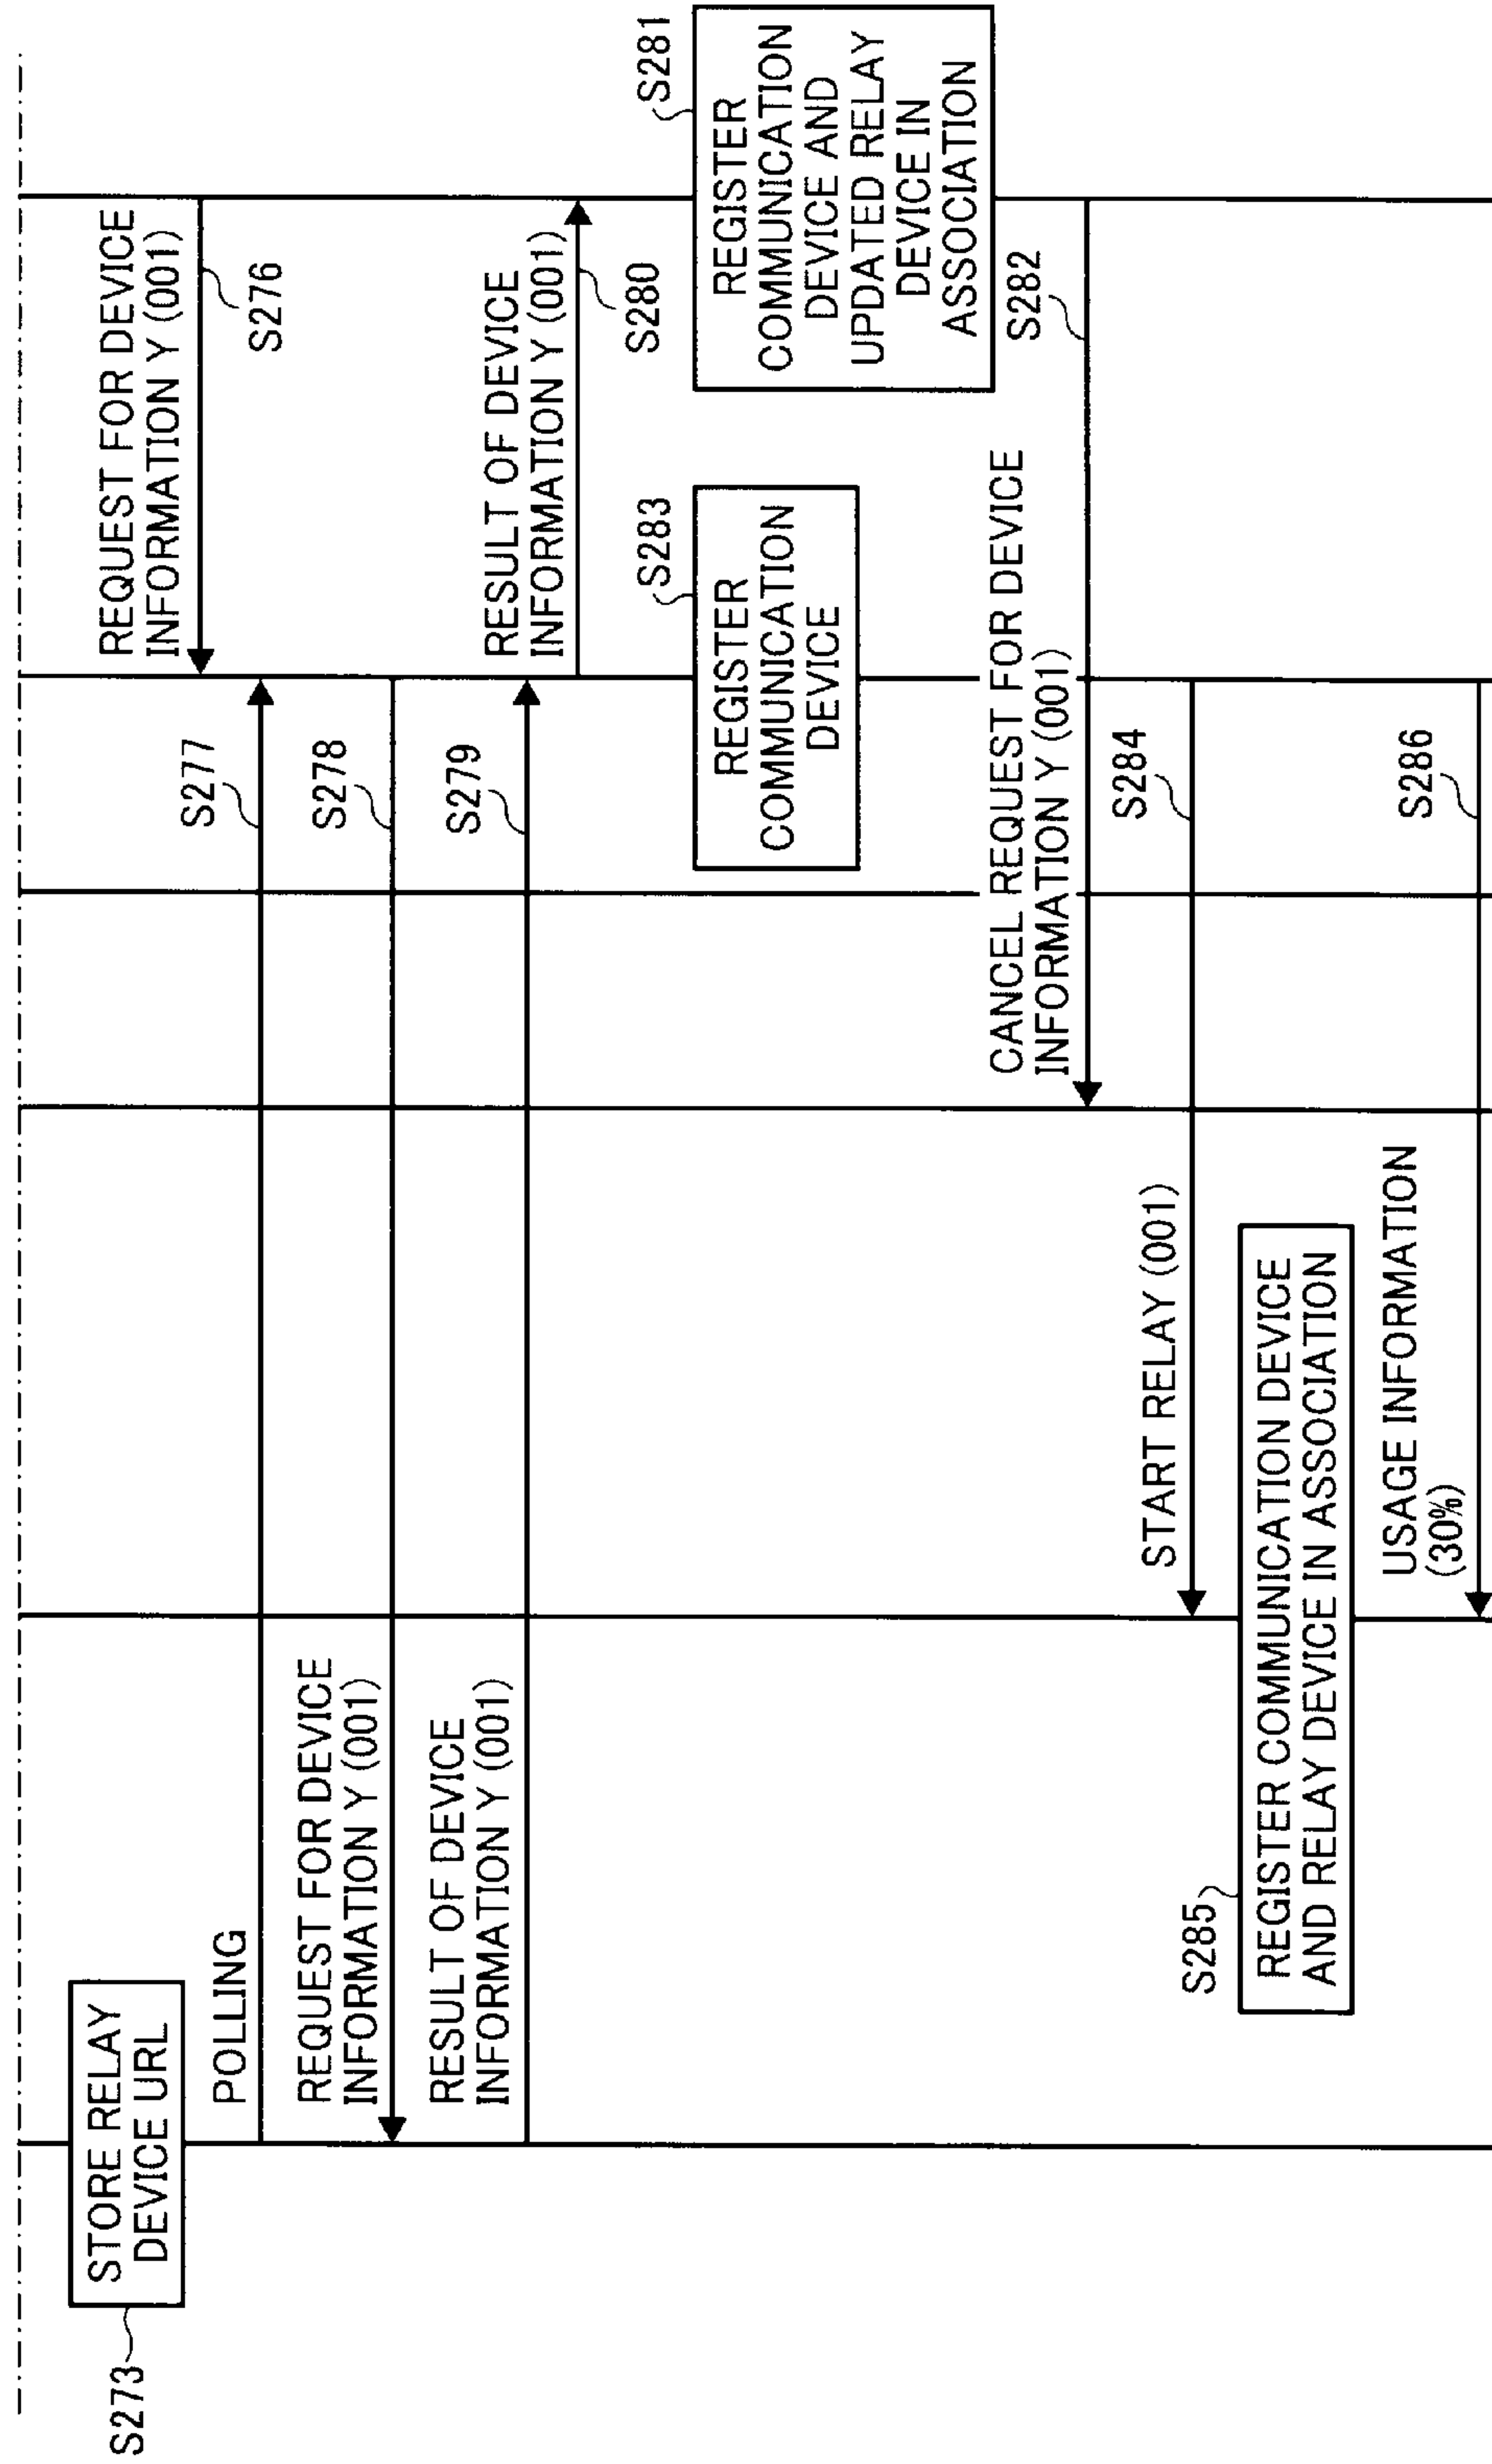 S273
STORE RELAY
DEVICE URL
REQUEST FOR DEVICE
INFORMATION Y (001)
S276
POLLING
S277
REQUEST FOR DEVICE
INFORMATION Y (001)
S278
RESULT OF DEVICE
INFORMATION Y (001)
S279
RESULT OF DEVICE
INFORMATION Y (001)
S280
S283
REGISTER
COMMUNICATION
DEVICE
S281
REGISTER
COMMUNICATION
DEVICE AND
UPDATED RELAY
DEVICE IN
ASSOCIATION
CANCEL REQUEST FOR DEVICE
INFORMATION Y (001)
S282
START RELAY (001)
S284
S285
REGISTER COMMUNICATION DEVICE
AND RELAY DEVICE IN ASSOCIATION
USAGE INFORMATION
(30%)
S286